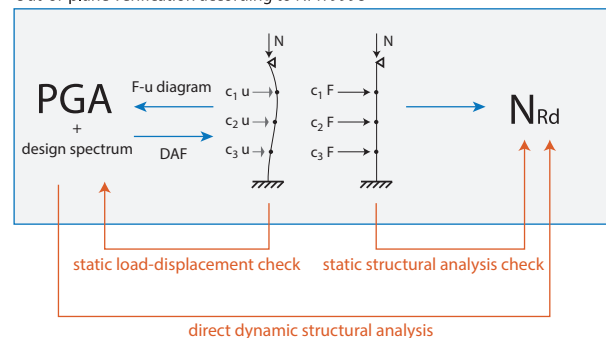 N
N
PGA
+
design spectrum
F-u diagram
DAF
c1 u
c2 u
c3 u
c1 F
c2 F
c3 F
NRd
static load-displacement check
static structural analysis check
direct dynamic structural analysis